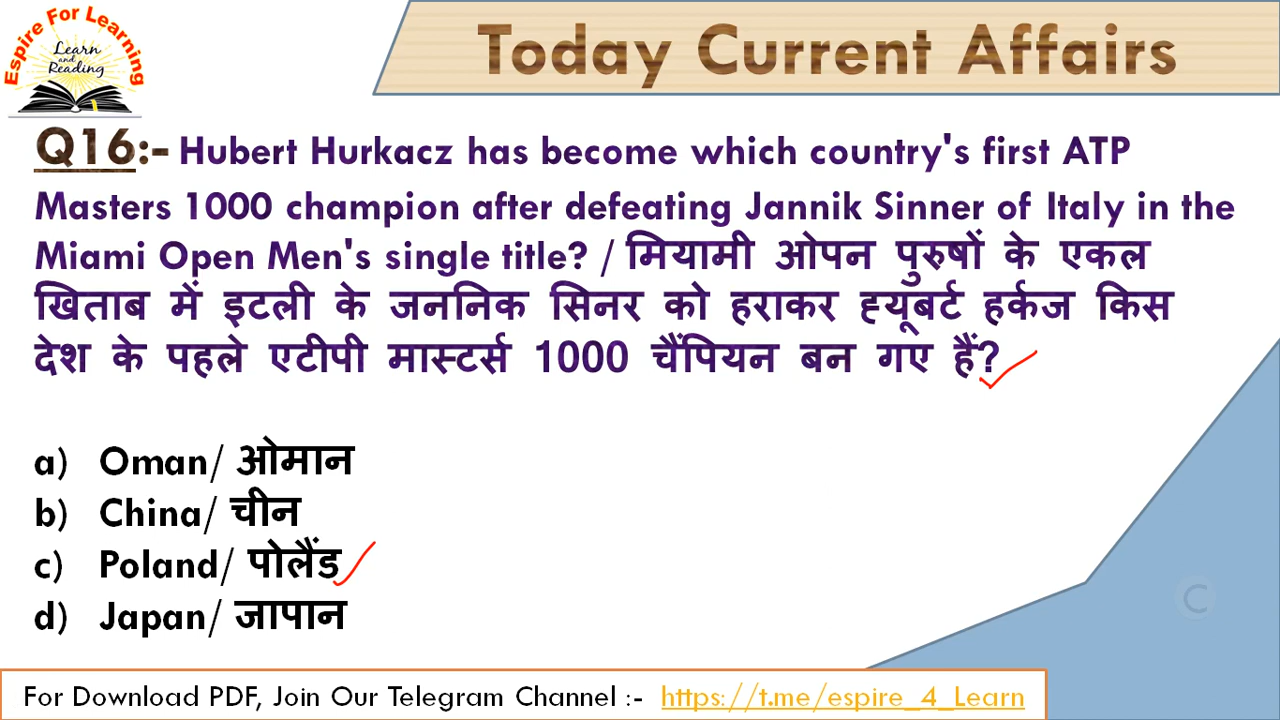 Espire For Learning
Learn
and
Reading
Today Current Affairs
Q16:- Hubert Hurkacz has become which country's first ATP
Masters 1000 champion after defeating Jannik Sinner of Italy in the
Miami Open Men's single title? / मियामी ओपन पुरुषों के एकल
खिताब में इटली के जननिक सिनर को हराकर ह्यूबर्ट हर्कज किस
देश के पहले एटीपी मास्टर्स 1000 चैंपियन बन गए हैं?
a) Oman/ ओमान
b) China/ चीन
c) Poland/ पोलैंड
d) Japan/ जापान
C
For Download PDF, Join Our Telegram Channel :- https://t.me/espire_4_Learn